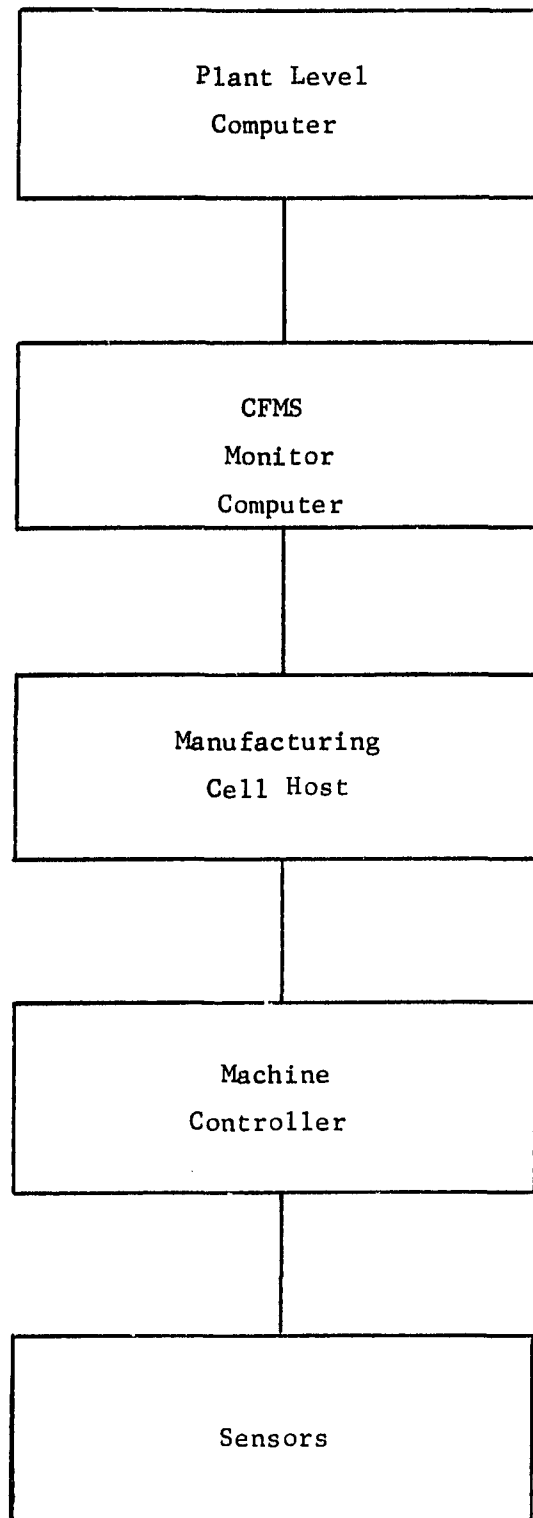 Plant Level
Computer
CFMS
Monitor
Computer
Manufacturing
Cell Host
Machine
Controller
Sensors